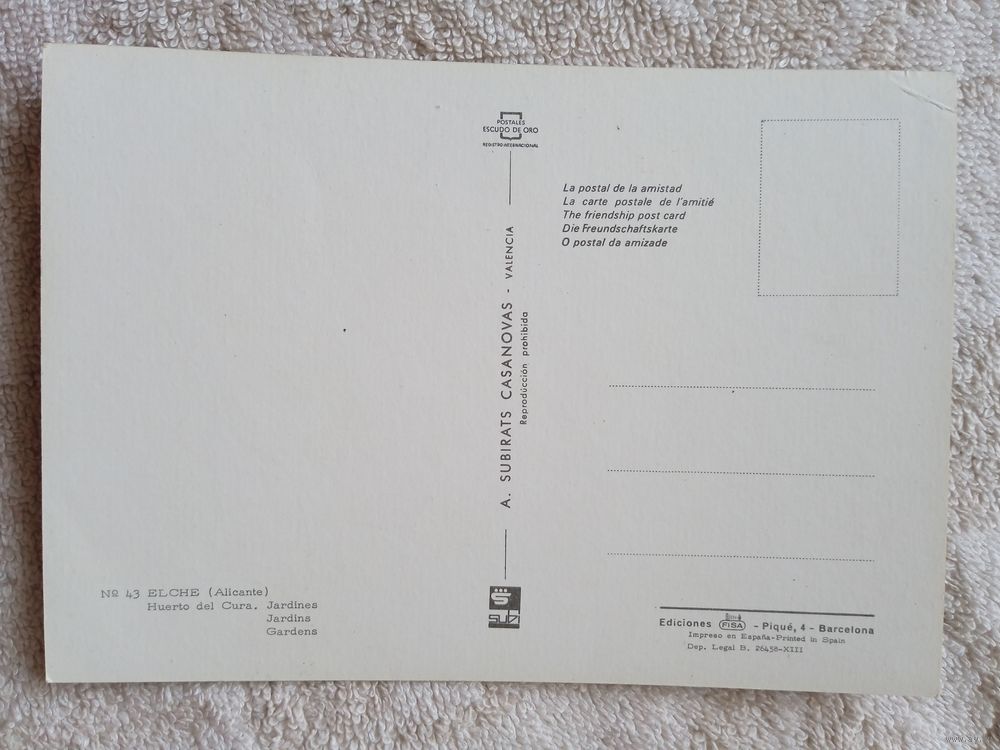 Nº 43 ELCHE (Alicante)
Huerto del Cura. Jardines
Jardins
Gardens
POSTALES
ESCUDO DE ORO
REGISTRO INTERNACIONAL
A. SUBIRATS CASANOVAS - VALENCIA
Reproducción prohibida
subi
La postal de la amistad
La carte postale de l'amitié
The friendship post card
Die Freundschaftskarte
O postal da amizade
Ediciones FISA - Piqué, 4 - Barcelona
Impreso en España-Printed in Spain
Dep. Legal B. 26458-XIII